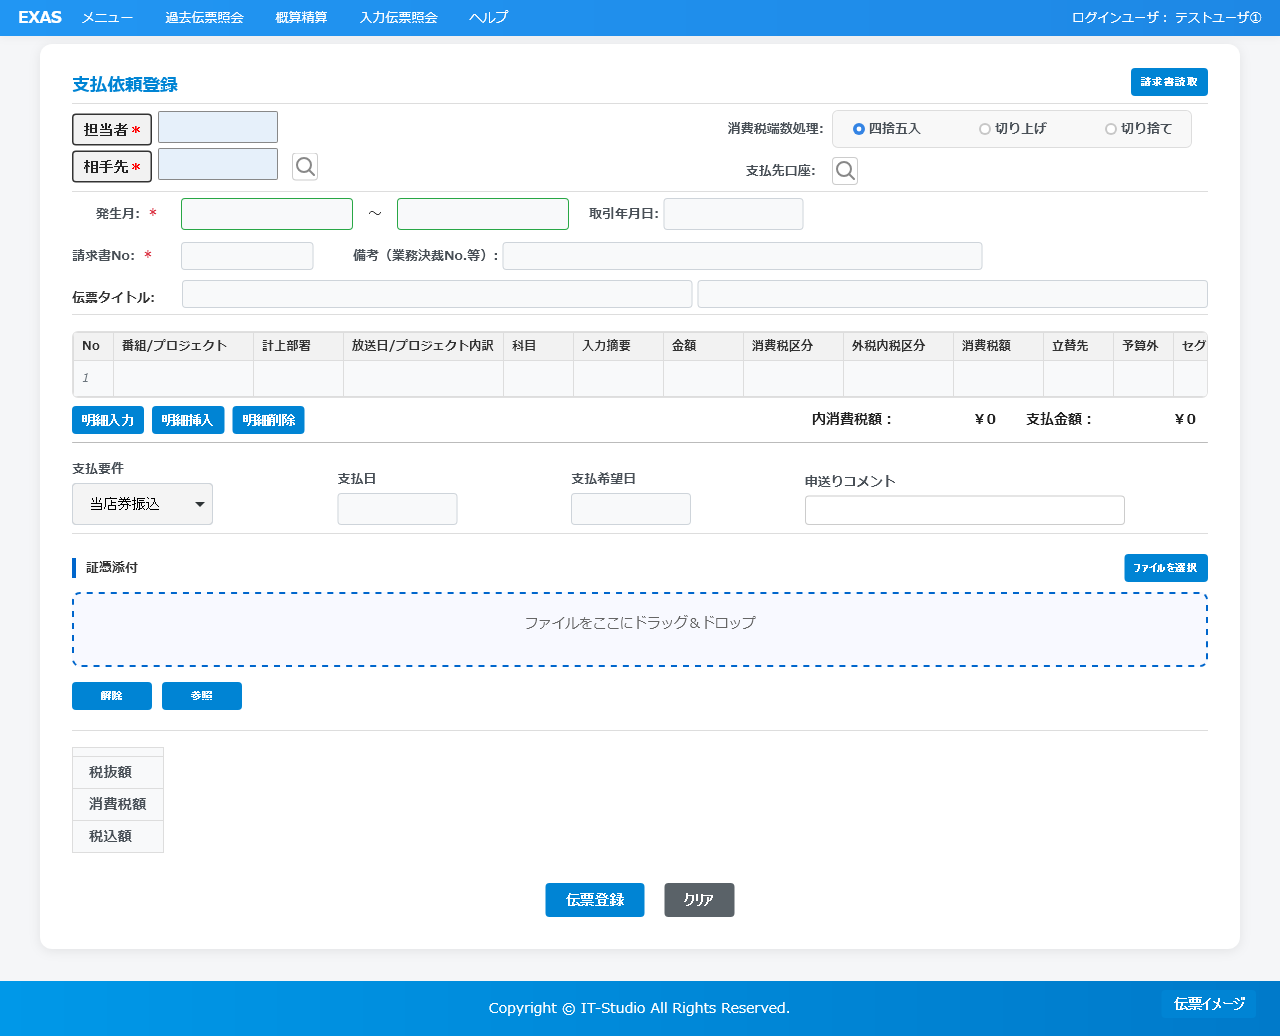 EXAS メニュー 過去伝票照会 概算精算 入力伝票照会 ヘルプ ログインユーザ： テストユーザ①
支払依頼登録 請求書読取
担当者* 消費税端数処理: 四捨五入 切り上げ 切り捨て
相手先* 支払先口座:
発生月: * ～ 取引年月日:
請求書No: * 備考（業務決裁No.等）:
伝票タイトル:
No 番組/プロジェクト 計上部署 放送日/プロジェクト内訳 科目 入力摘要 金額 消費税区分 外税内税区分 消費税額 立替先 予算外 セグ
1
明細入力 明細挿入 明細削除 内消費税額： ￥0 支払金額： ￥0
支払要件 支払日 支払希望日 申送りコメント
当店券振込
証憑添付 ファイルを選択
ファイルをここにドラッグ＆ドロップ
解除 参照
税抜額
消費税額
税込額
伝票登録 クリア
Copyright © IT-Studio All Rights Reserved. 伝票イメージ